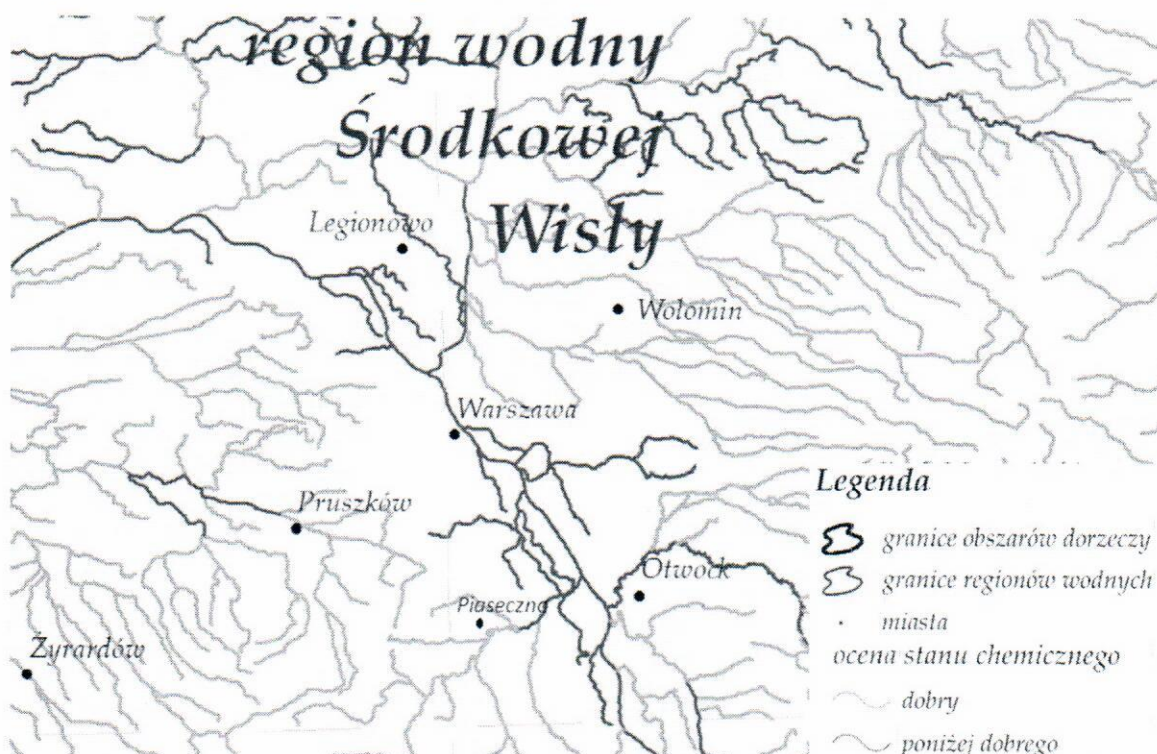 region wodny
Środkowej
Wisły
Legionowo
Wołomin
Warszawa
Pruszków
Otwock
Piaseczno
Żyrardów
Legenda
granice obszarów dorzeczy
granice regionów wodnych
miasta
ocena stanu chemicznego
dobry
poniżej dobrego